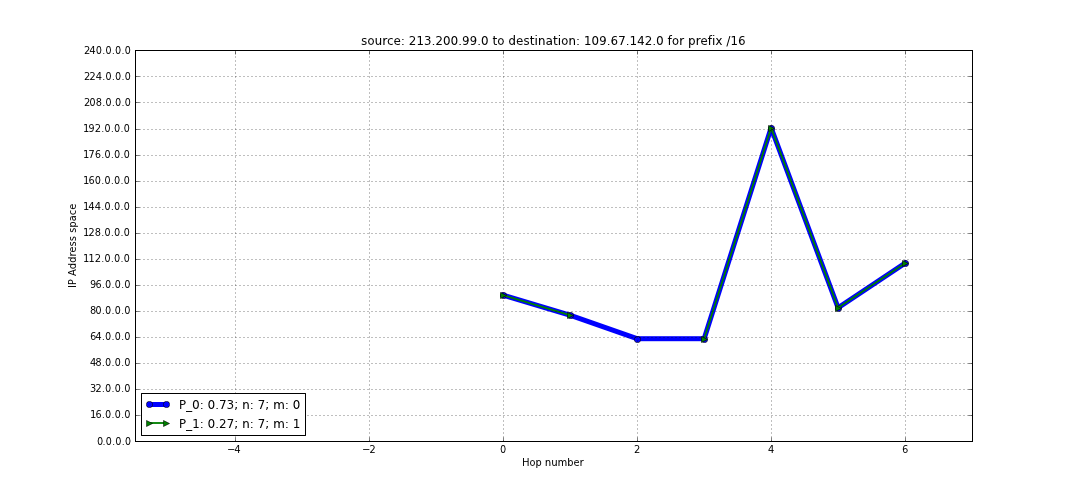 source: 213.200.99.0 to destination: 109.67.142.0 for prefix /16
240.0.0.0
224.0.0.0
208.0.0.0
192.0.0.0
176.0.0.0
160.0.0.0
144.0.0.0
128.0.0.0
112.0.0.0
96.0.0.0
80.0.0.0
64.0.0.0
48.0.0.0
32.0.0.0
16.0.0.0
0.0.0.0
IP Address space
P_0: 0.73; n: 7; m: 0
P_1: 0.27; n: 7; m: 1
−4 −2 0 2 4 6
Hop number